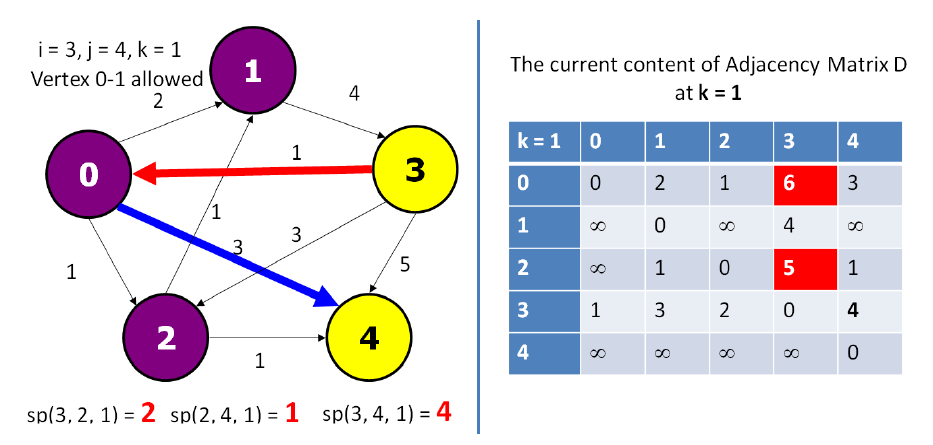 i = 3, j = 4, k = 1
Vertex 0-1 allowed
1
2
4
0
3
1
1
3
3
5
1
2
4
1
sp(3, 2, 1) = 2 sp(2, 4, 1) = 1 sp(3, 4, 1) = 4
The current content of Adjacency Matrix D
at k = 1
k = 1 0 1 2 3 4
0 0 2 1 6 3
1 ∞ 0 ∞ 4 ∞
2 ∞ 1 0 5 1
3 1 3 2 0 4
4 ∞ ∞ ∞ ∞ 0